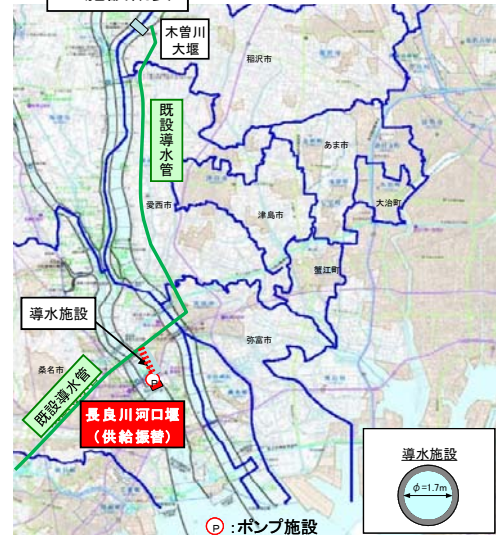 木曽川
大堰
稲沢市
既設導水管
あま市
愛西市
津島市
大治町
蟹江町
導水施設
弥富市
桑名市
既設導水管
長良川河口堰
（供給振替）
P
導水施設
φ=1.7m
P :ポンプ施設